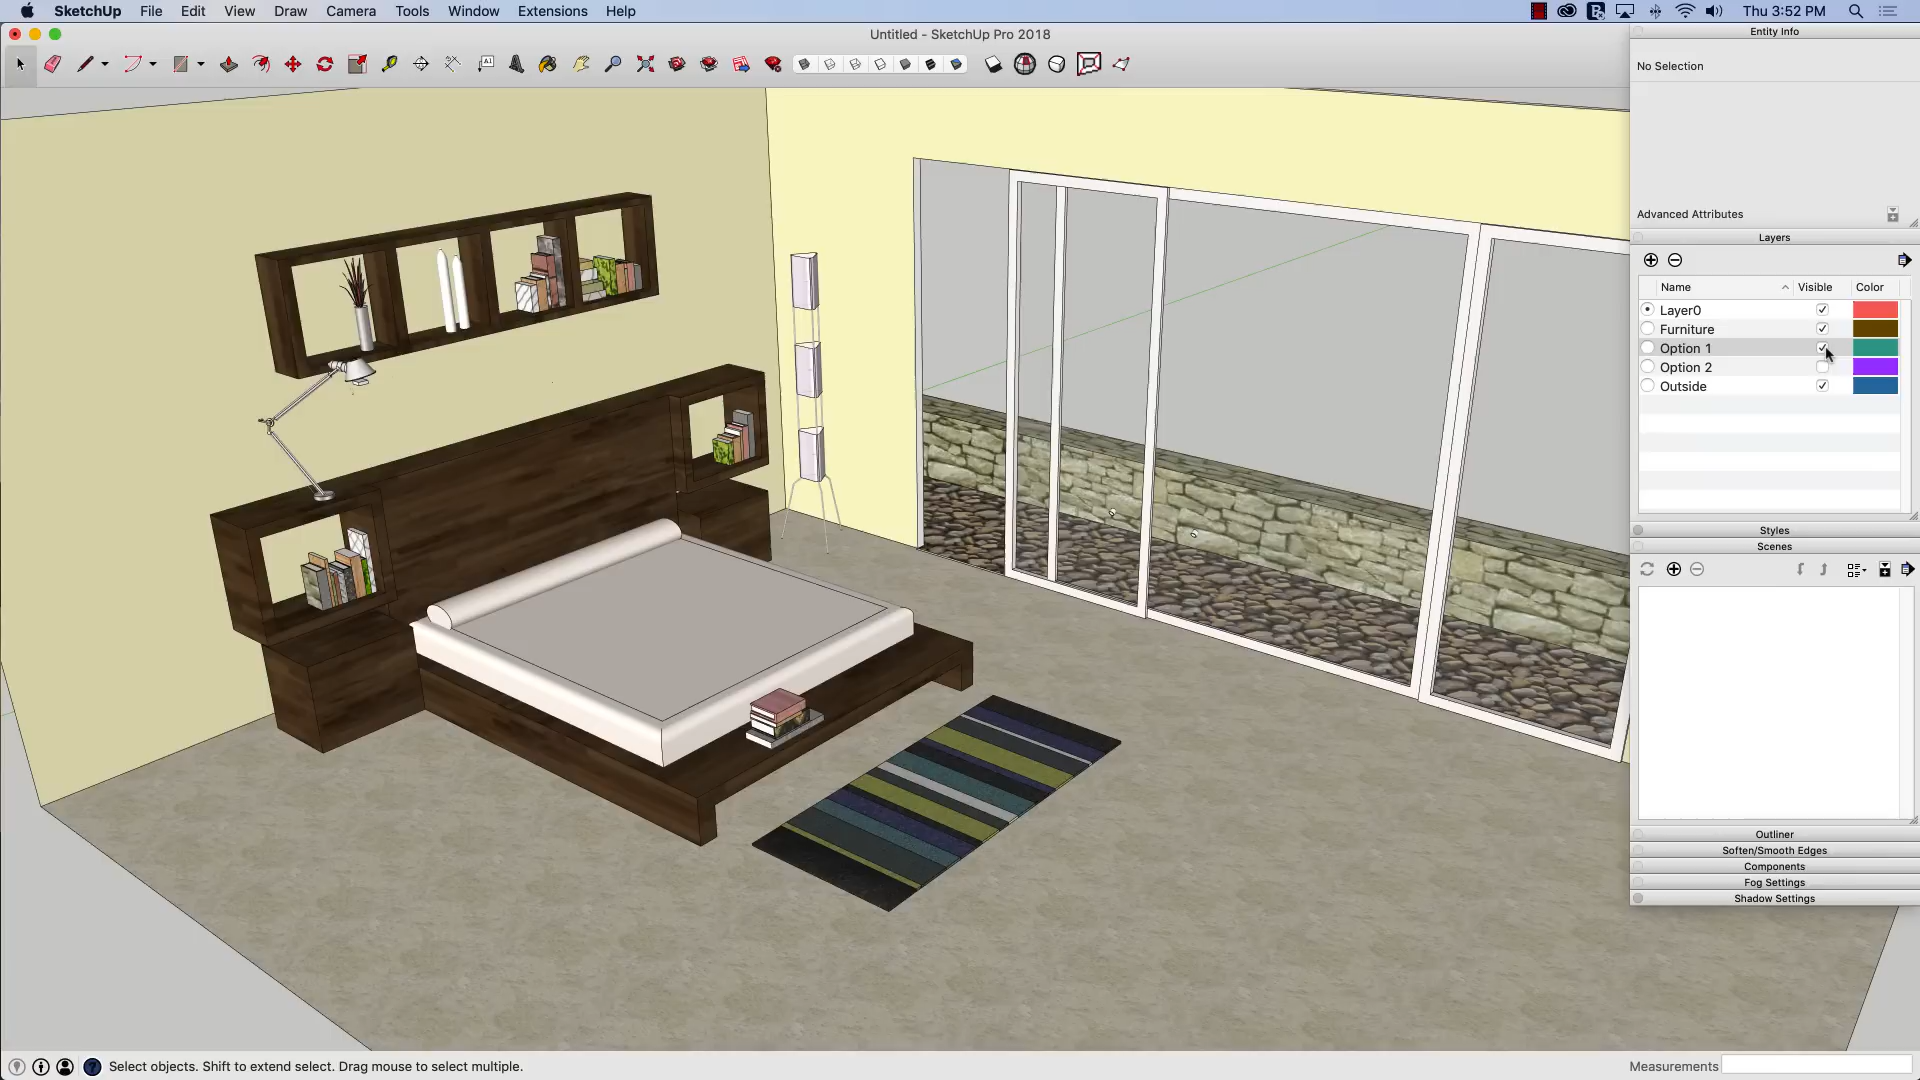 SketchUp File Edit View Draw Camera Tools Window Extensions Help Thu 3:52 PM
Untitled - SketchUp Pro 2018
Entity Info
No Selection
Advanced Attributes
Layers
Name Visible Color
Layer0
Furniture
Option 1
Option 2
Outside
Styles
Scenes
Outliner
Soften/Smooth Edges
Components
Fog Settings
Shadow Settings
Select objects. Shift to extend select. Drag mouse to select multiple.
Measurements